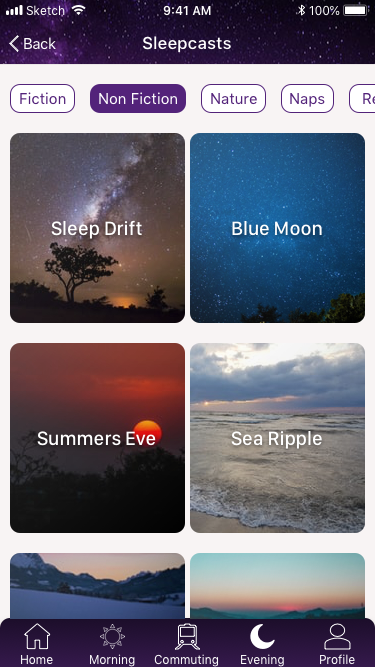 Sketch 9:41 AM 100%
Back Sleepcasts
Fiction Non Fiction Nature Naps Re
Sleep Drift Blue Moon
Summers Eve Sea Ripple
Home Morning Commuting Evening Profile